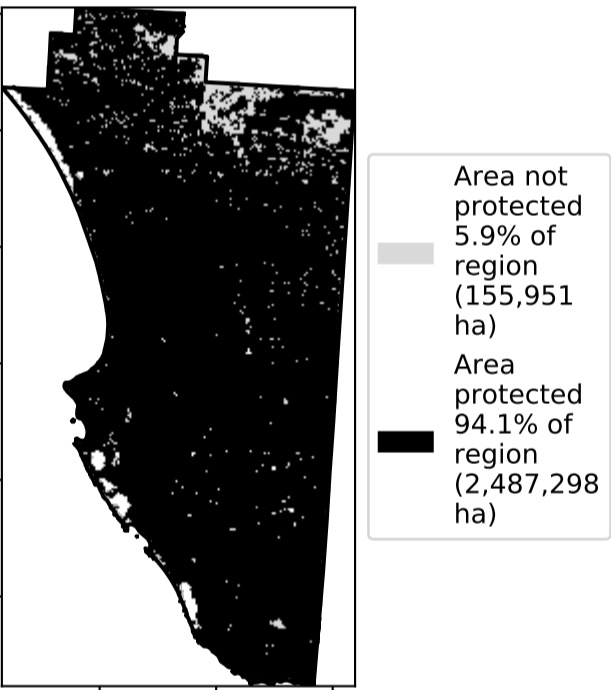 Area not
protected
5.9% of
region
(155,951
ha)
Area
protected
94.1% of
region
(2,487,298
ha)